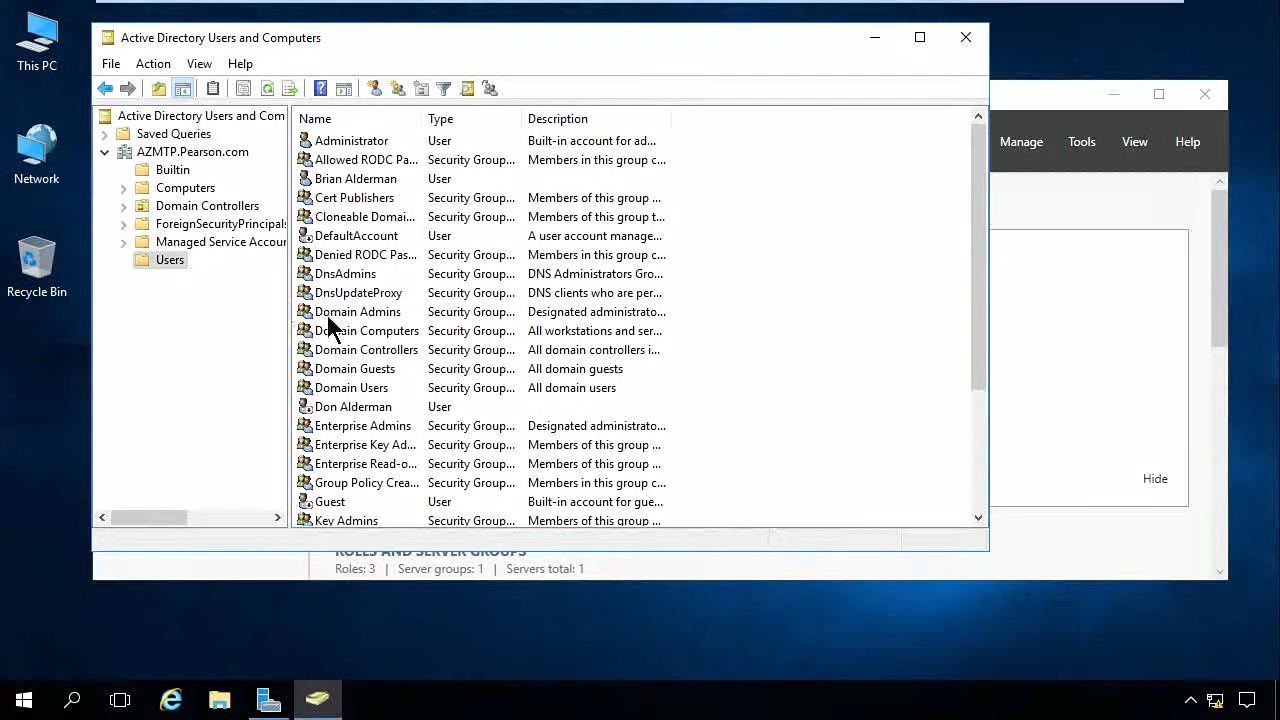 This PC
Network
Recycle Bin
Active Directory Users and Computers
File Action View Help
Active Directory Users and Com
Saved Queries
AZMTP.Pearson.com
Builtin
Computers
Domain Controllers
ForeignSecurityPrincipals
Managed Service Accour
Users
Name Type Description
Administrator User Built-in account for ad...
Allowed RODC Pa... Security Group... Members in this group c...
Brian Alderman User
Cert Publishers Security Group... Members of this group ...
Cloneable Domai... Security Group... Members of this group t...
DefaultAccount User A user account manage...
Denied RODC Pas... Security Group... Members in this group c...
DnsAdmins Security Group... DNS Administrators Gro...
DnsUpdateProxy Security Group... DNS clients who are per...
Domain Admins Security Group... Designated administrato...
Domain Computers Security Group... All workstations and ser...
Domain Controllers Security Group... All domain controllers i...
Domain Guests Security Group... All domain guests
Domain Users Security Group... All domain users
Don Alderman User
Enterprise Admins Security Group... Designated administrato...
Enterprise Key Ad... Security Group... Members of this group ...
Enterprise Read-o... Security Group... Members of this group ...
Group Policy Crea... Security Group... Members in this group c...
Guest User Built-in account for gue...
Key Admins Security Group... Members of this group ...
Manage Tools View Help
Hide
ROLES AND SERVER GROUPS
Roles: 3 | Server groups: 1 | Servers total: 1